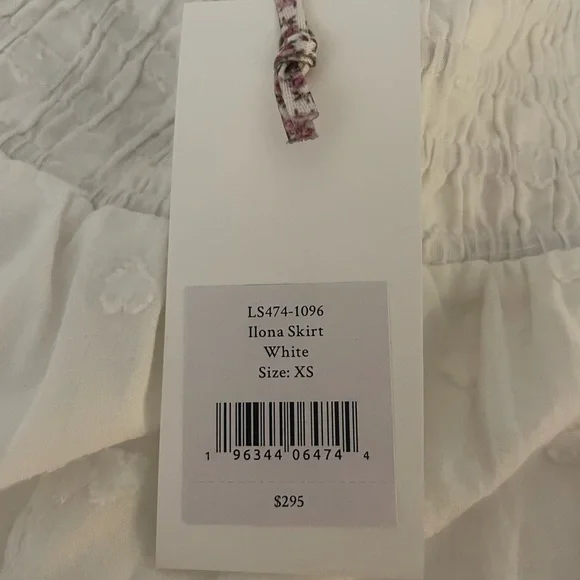 LS474-1096
Ilona Skirt
White
Size: XS
1 96344 06474 4
$295